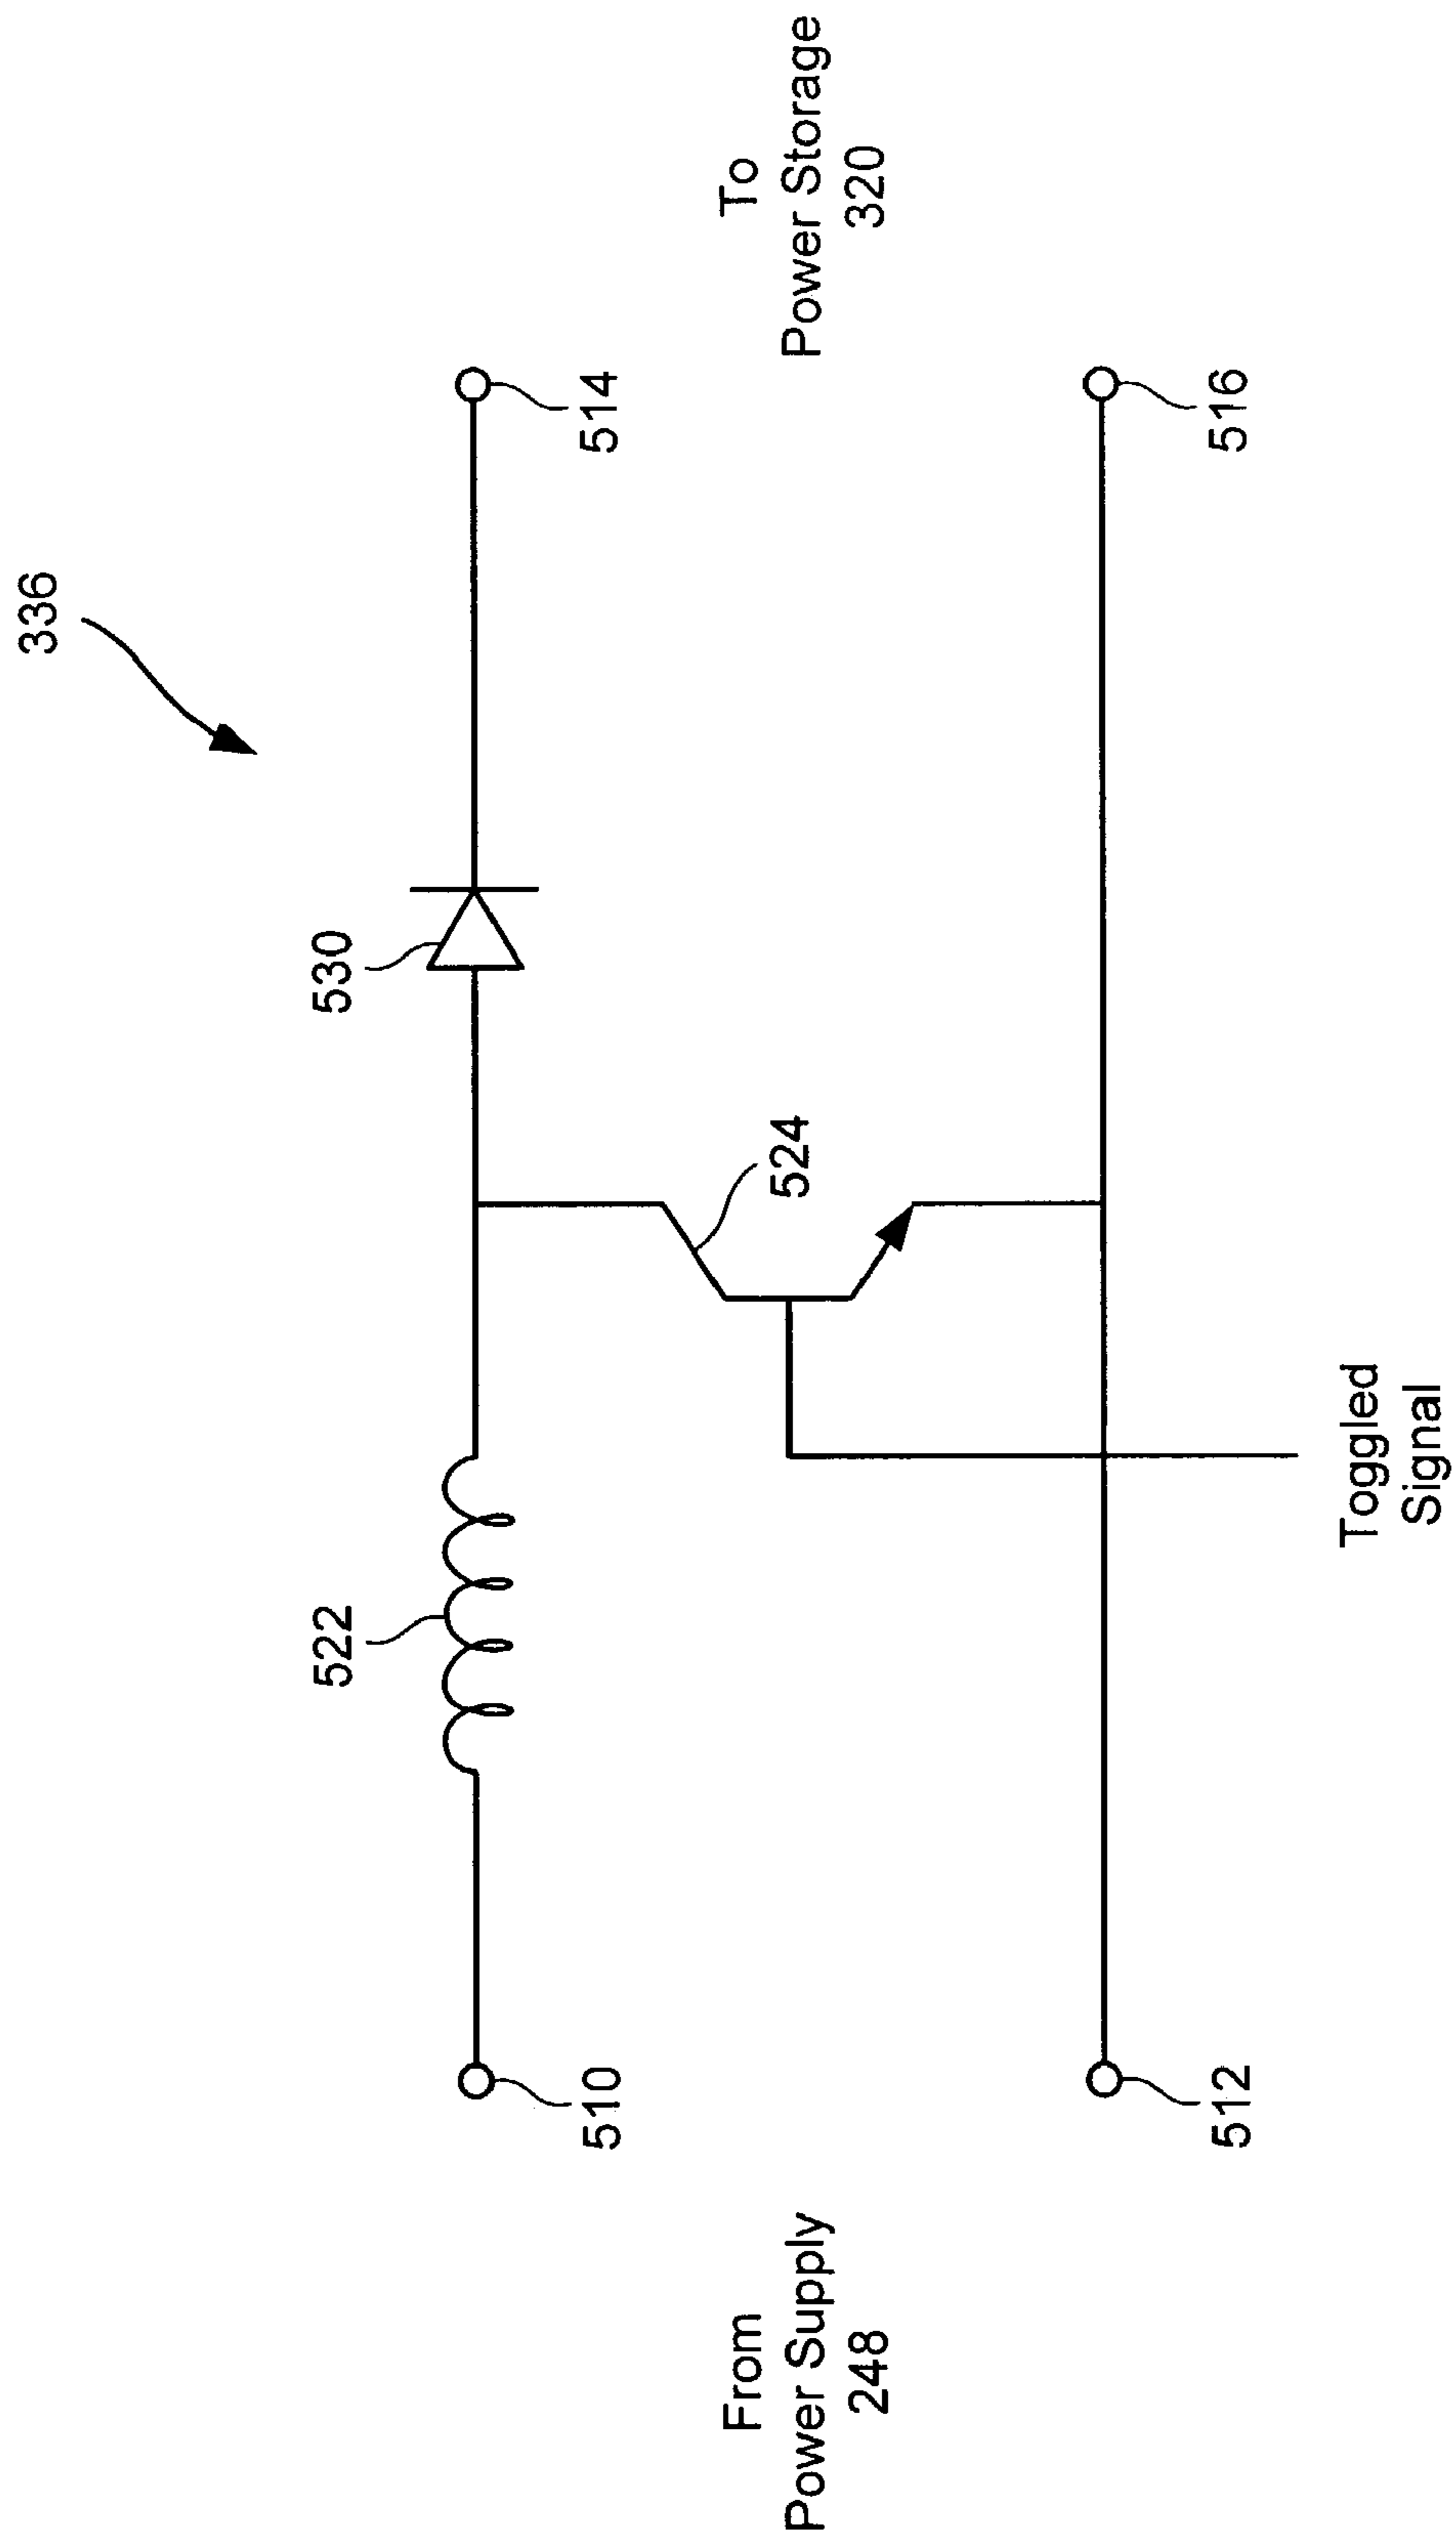 336
530
522
514
524
510
To
Power Storage
320
From
Power Supply
248
516
512
Toggled
Signal